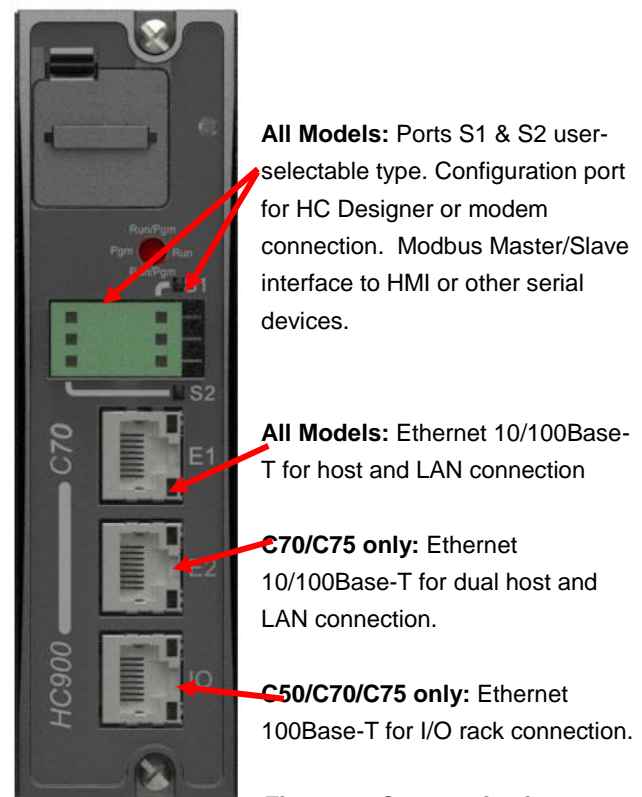 All Models: Ports S1 & S2 user-
selectable type. Configuration port
for HC Designer or modem
connection. Modbus Master/Slave
interface to HMI or other serial
devices.
Run/Pgm
Pgm
Run
Run/Pgm
S1
S2
All Models: Ethernet 10/100Base-
T for host and LAN connection
C70
E1
C70/C75 only: Ethernet
10/100Base-T for dual host and
LAN connection.
E2
C50/C70/C75 only: Ethernet
100Base-T for I/O rack connection.
IO
HC900